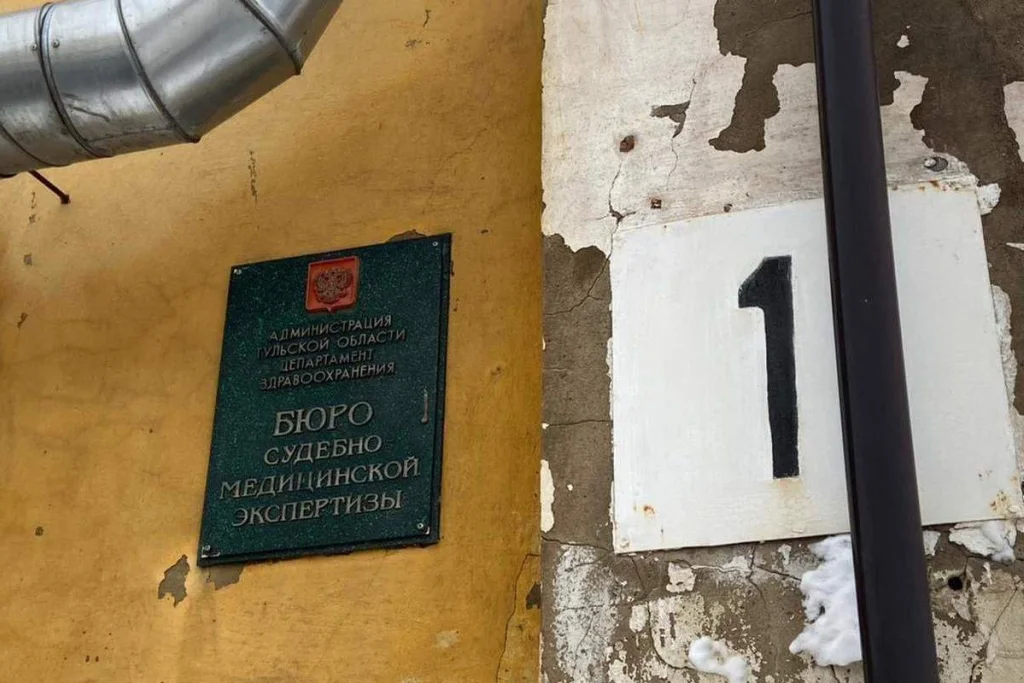 АДМИНИСТРАЦИЯ
ТУЛЬСКОЙ ОБЛАСТИ
ДЕПАРТАМЕНТ
ЗДРАВООХРАНЕНИЯ
БЮРО
СУДЕБНО
МЕДИЦИНСКОЙ
ЭКСПЕРТИЗЫ
1